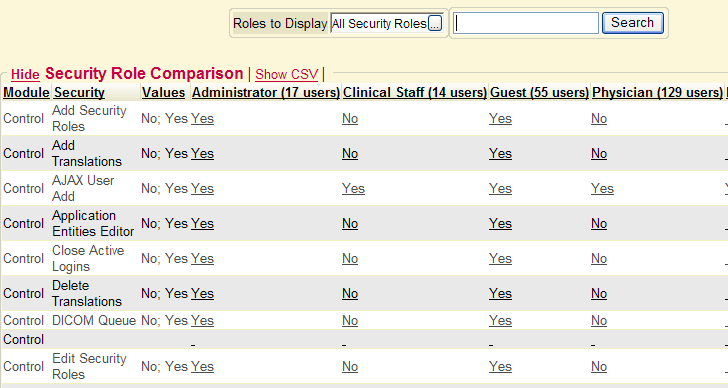 Roles to Display All Security Roles ... Search
Hide Security Role Comparison | Show CSV |
Module Security Values Administrator (17 users) Clinical Staff (14 users) Guest (55 users) Physician (129 users)
Control Add Security Roles No; Yes Yes No Yes No
Control Add Translations No; Yes Yes No Yes No
Control AJAX User Add No; Yes Yes Yes Yes Yes
Control Application Entities Editor No; Yes Yes No Yes No
Control Close Active Logins No; Yes Yes No Yes No
Control Delete Translations No; Yes Yes No Yes No
Control DICOM Queue No; Yes Yes No Yes No
Control - - - -
Control Edit Security Roles No; Yes Yes No Yes No